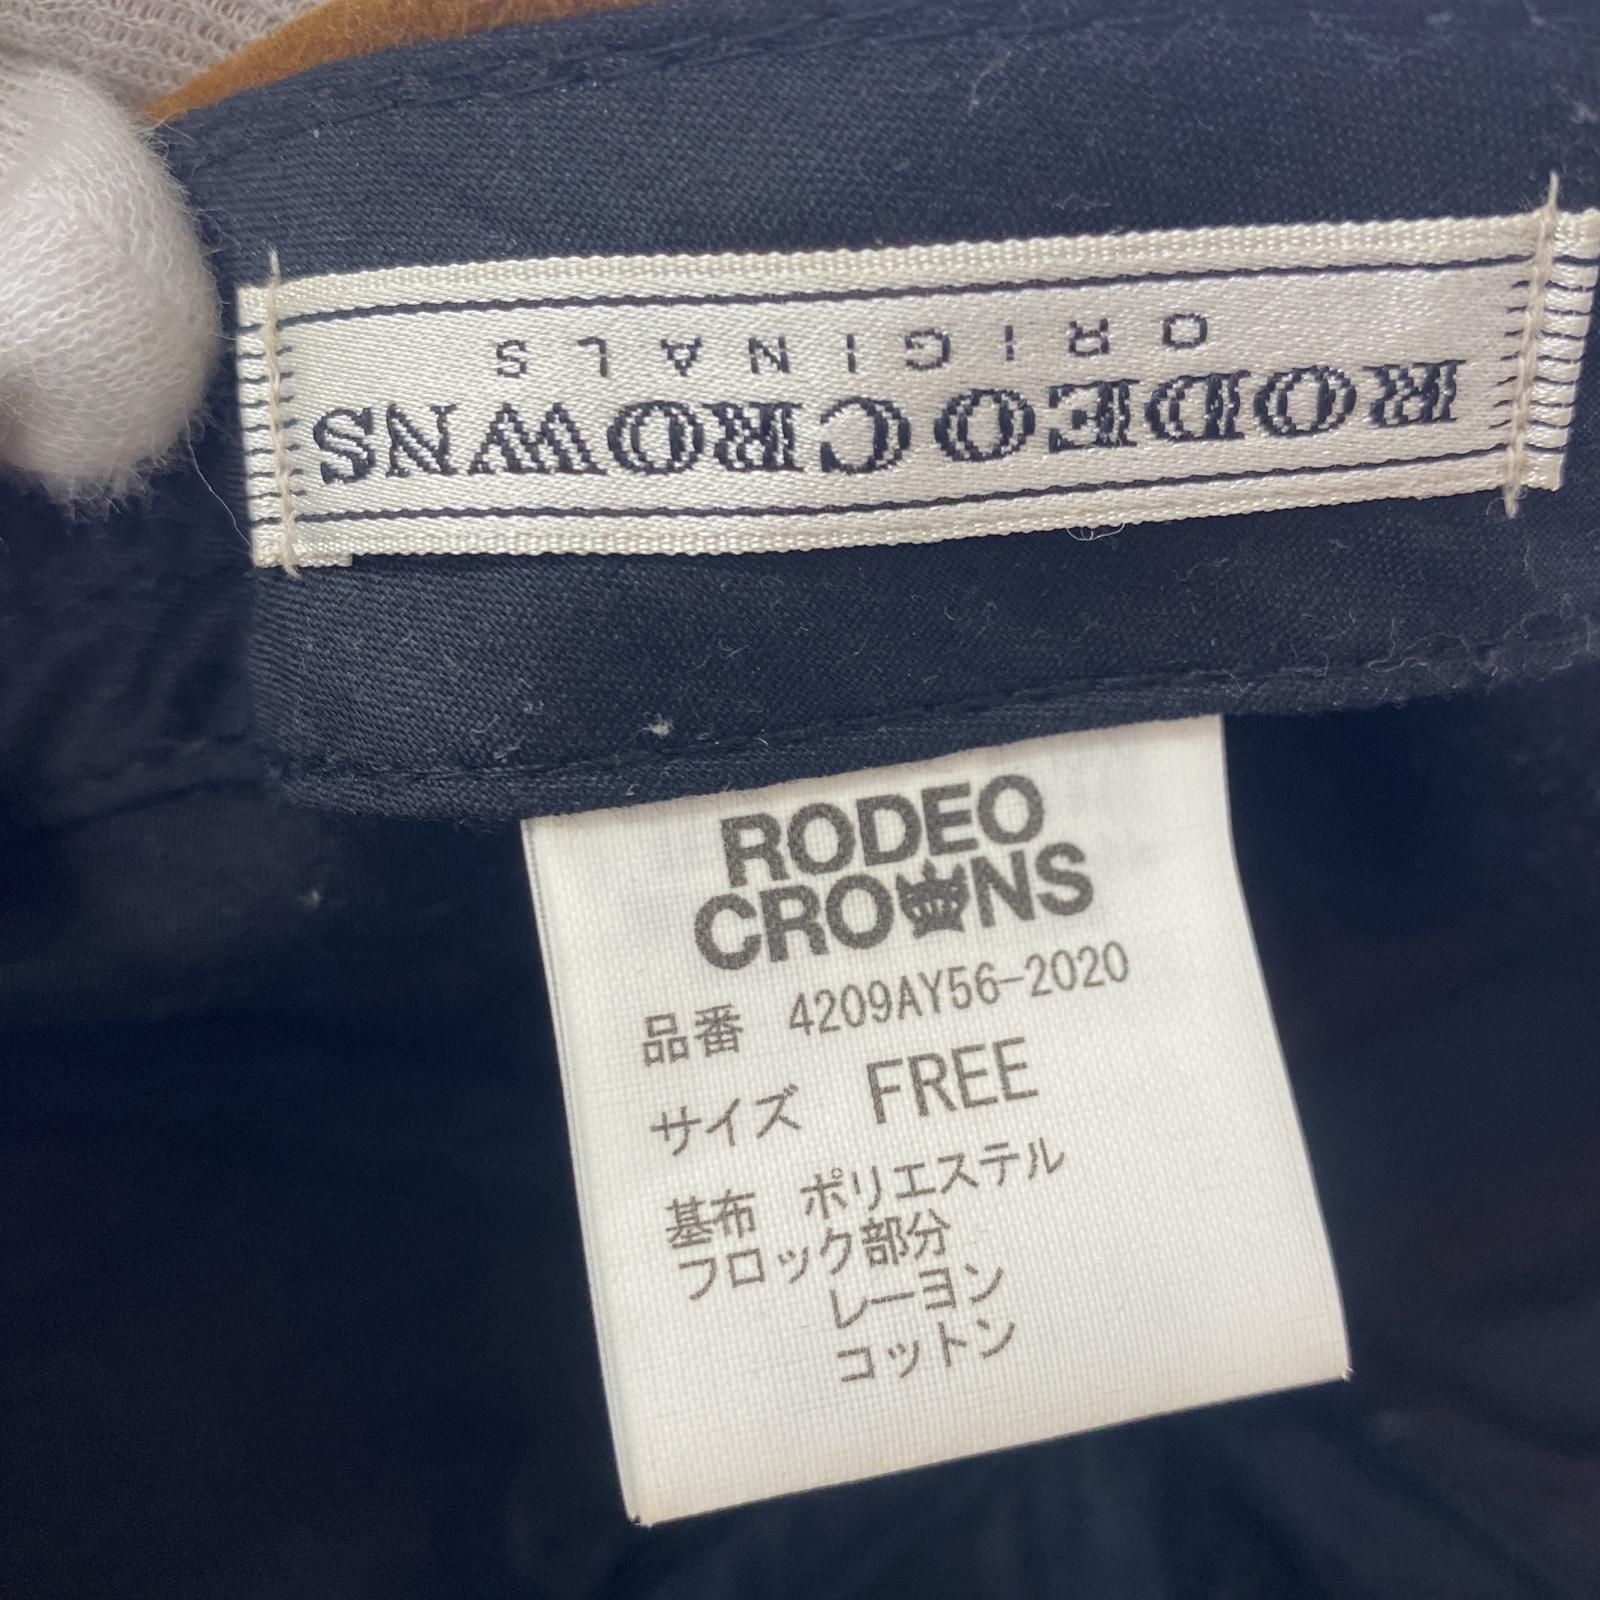 RODEO CROWNS
ORIGINALS
RODEO
CROWNS
品番 4209AY56-2020
サイズ FREE
基布 ポリエステル
フロック部分
レーヨン
コットン